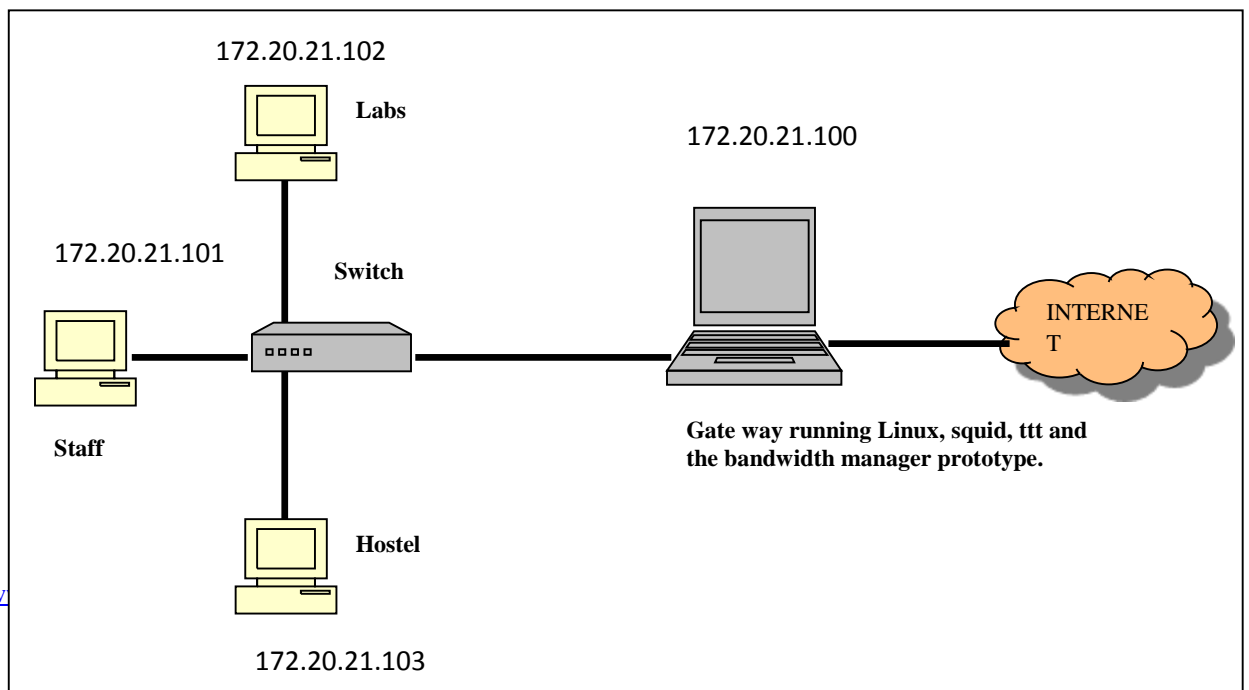 172.20.21.102
Labs
172.20.21.100
172.20.21.101
Switch
INTERNE
T
Staff
Gate way running Linux, squid, ttt and
the bandwidth manager prototype.
Hostel
172.20.21.103